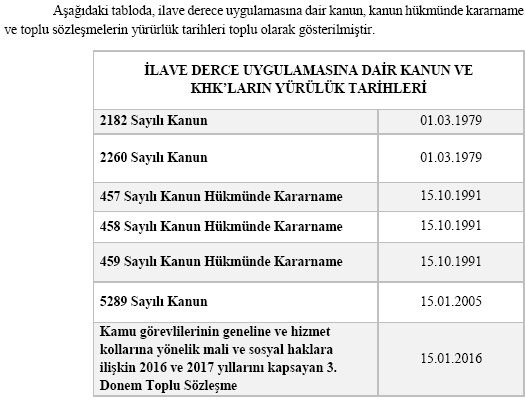 Aşağıdaki tabloda, ilave derece uygulamasına dair kanun, kanun hükmünde kararname
ve toplu sözleşmelerin yürürlük tarihleri toplu olarak gösterilmiştir.
İLAVE DERCE UYGULAMASINA DAİR KANUN VE
KHK'LARIN YÜRÜLÜK TARİHLERİ
2182 Sayılı Kanun 01.03.1979
2260 Sayılı Kanun 01.03.1979
457 Sayılı Kanun Hükmünde Kararname 15.10.1991
458 Sayılı Kanun Hükmünde Kararname 15.10.1991
459 Sayılı Kanun Hükmünde Kararname 15.10.1991
5289 Sayılı Kanun 15.01.2005
Kamu görevlilerinin geneline ve hizmet
kollarına yönelik mali ve sosyal haklara
ilişkin 2016 ve 2017 yıllarını kapsayan 3. 15.01.2016
Donem Toplu Sözleşme